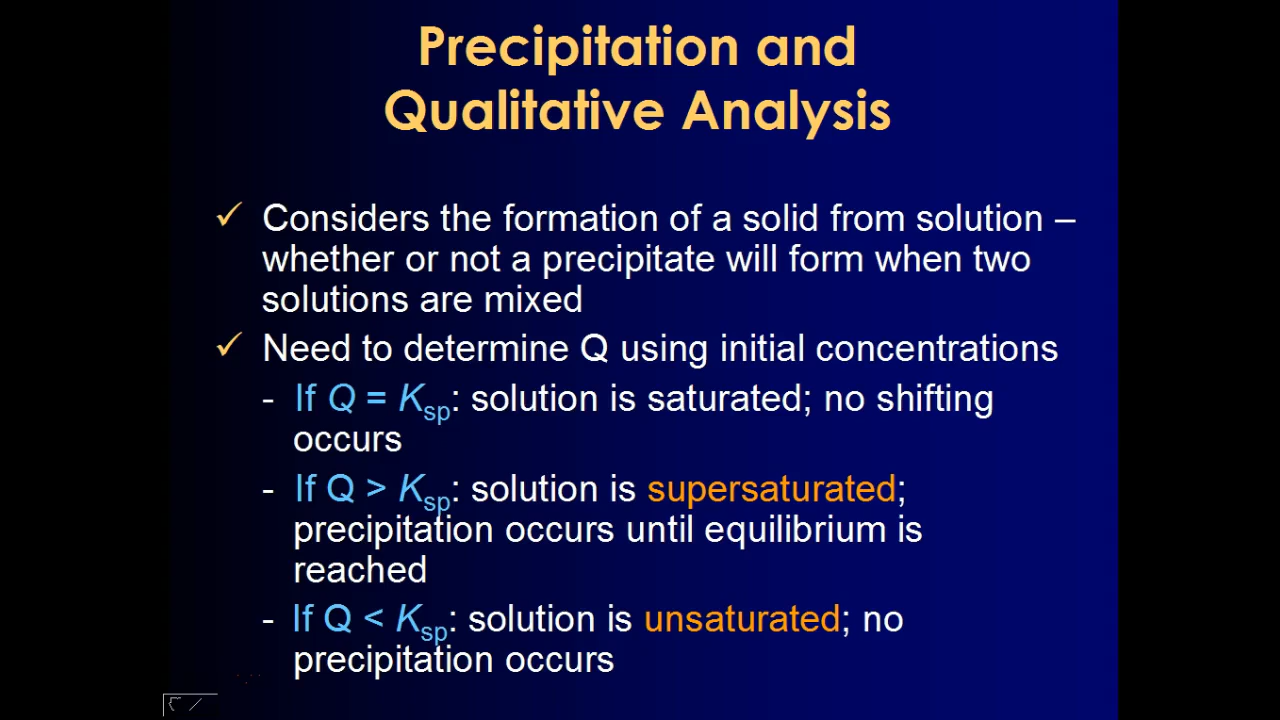 Precipitation and
Qualitative Analysis
✓ Considers the formation of a solid from solution –
whether or not a precipitate will form when two
solutions are mixed
✓ Need to determine Q using initial concentrations
- If Q = Ksp: solution is saturated; no shifting
occurs
- If Q > Ksp: solution is supersaturated;
precipitation occurs until equilibrium is
reached
- If Q < Ksp: solution is unsaturated; no
precipitation occurs